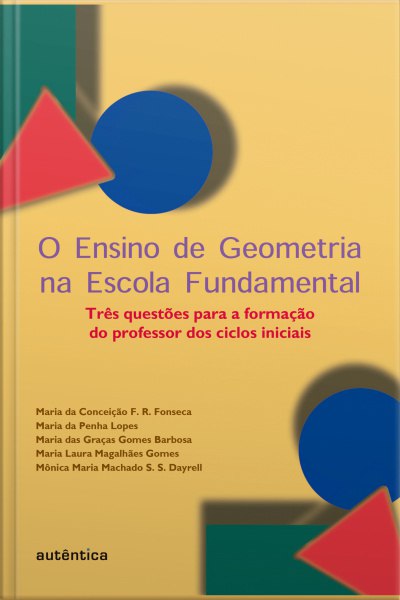 O Ensino de Geometria
na Escola Fundamental
Três questões para a formação
do professor dos ciclos iniciais
Maria da Conceição F. R. Fonseca
Maria da Penha Lopes
Maria das Graças Gomes Barbosa
Maria Laura Magalhães Gomes
Mônica Maria Machado S. S. Dayrell
autêntica